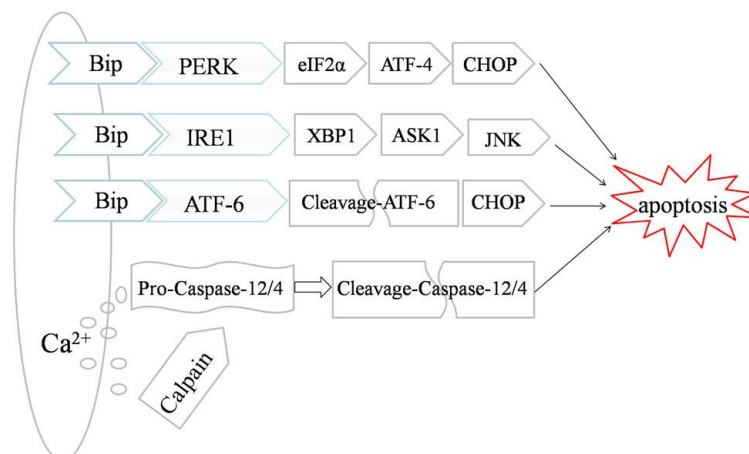 Bip PERK eIF2α ATF-4 CHOP
Bip IRE1 XBP1 ASK1 JNK
Bip ATF-6 Cleavage-ATF-6 CHOP
apoptosis
Pro-Caspase-12/4 Cleavage-Caspase-12/4
Ca²⁺
Calpain